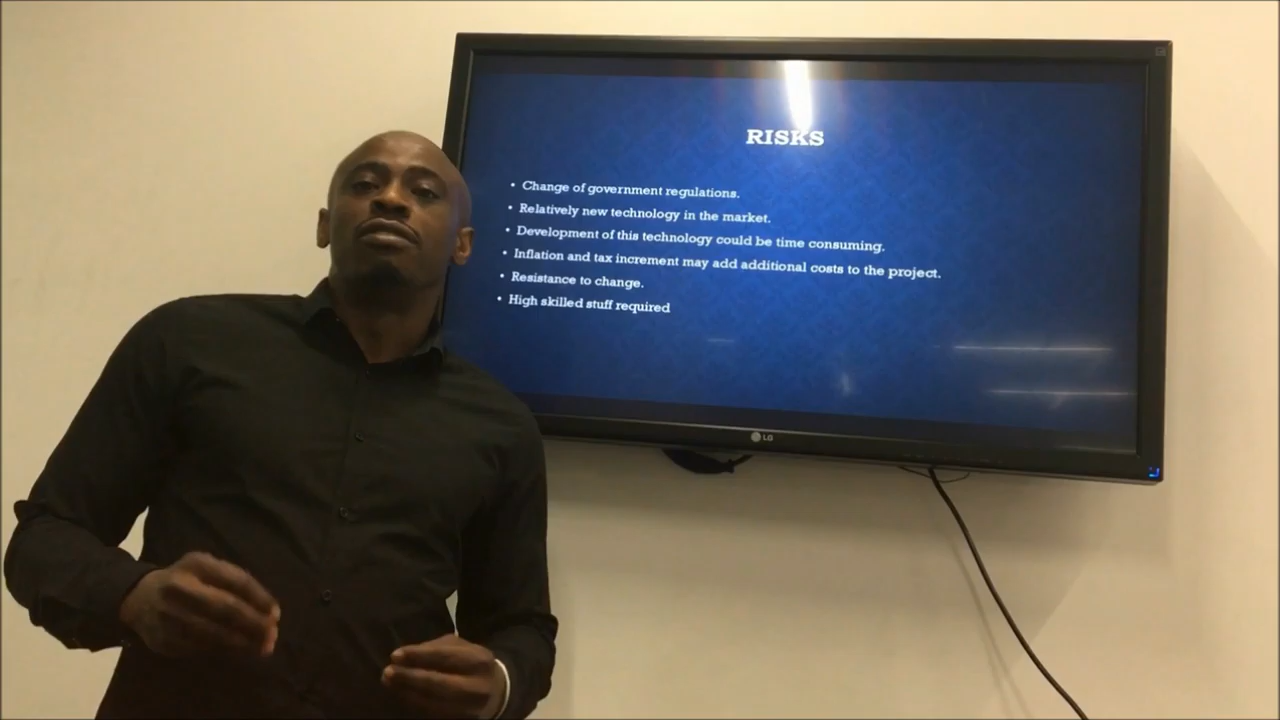 RISKS
• Change of government regulations.
• Relatively new technology in the market.
• Development of this technology could be time consuming.
• Inflation and tax increment may add additional costs to the project.
• Resistance to change.
• High skilled stuff required
LG